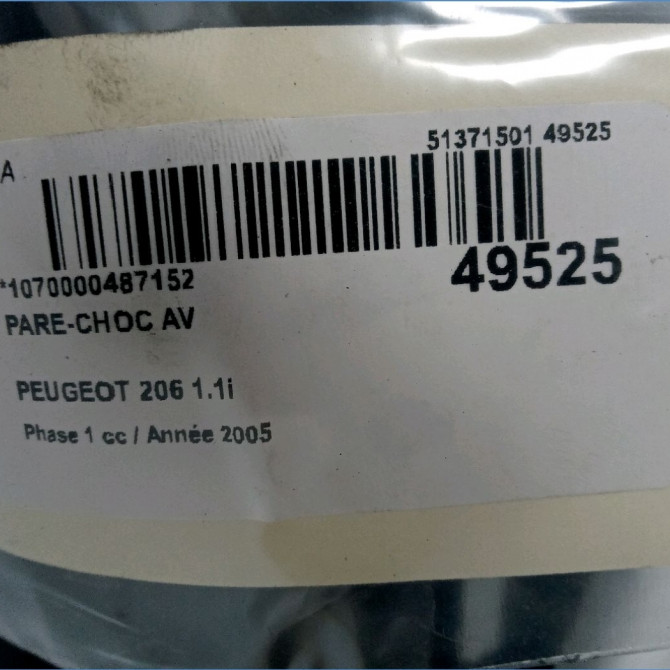 51371501 49525
A
*1070000487152
49525
PARE-CHOC AV
PEUGEOT 206 1.1i
Phase 1 cc / Année 2005